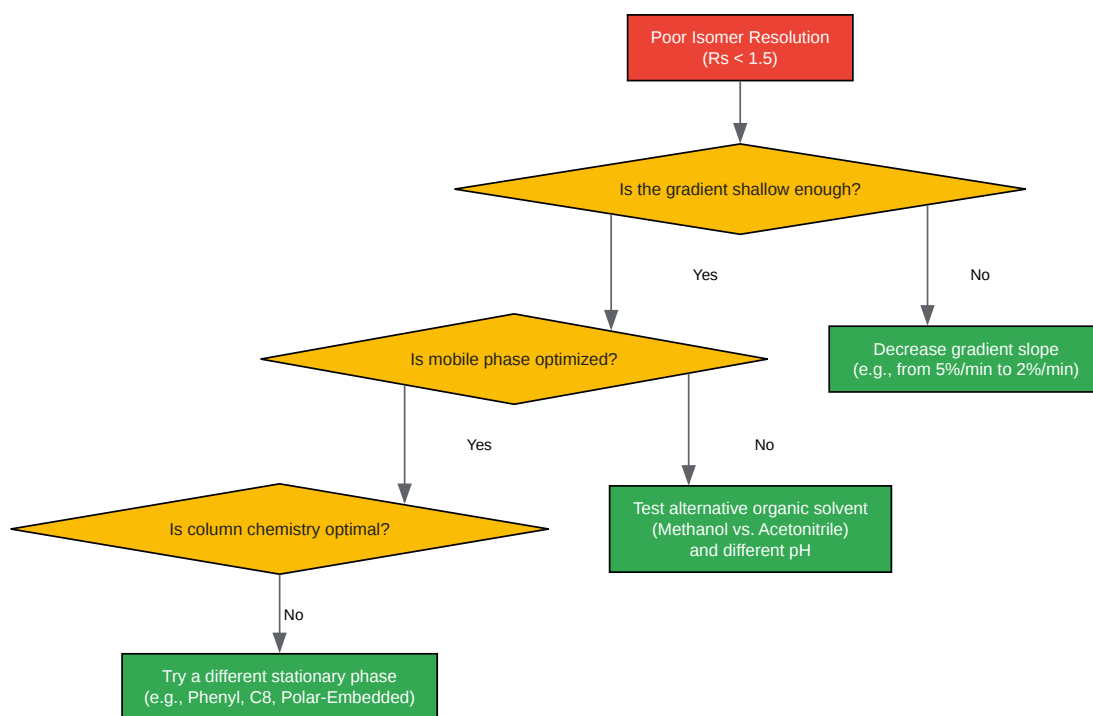 Poor Isomer Resolution
(Rs < 1.5)
Is the gradient shallow enough?
Yes
No
Is mobile phase optimized?
Decrease gradient slope
(e.g., from 5%/min to 2%/min)
Yes
No
Is column chemistry optimal?
Test alternative organic solvent
(Methanol vs. Acetonitrile)
and different pH
No
Try a different stationary phase
(e.g., Phenyl, C8, Polar-Embedded)